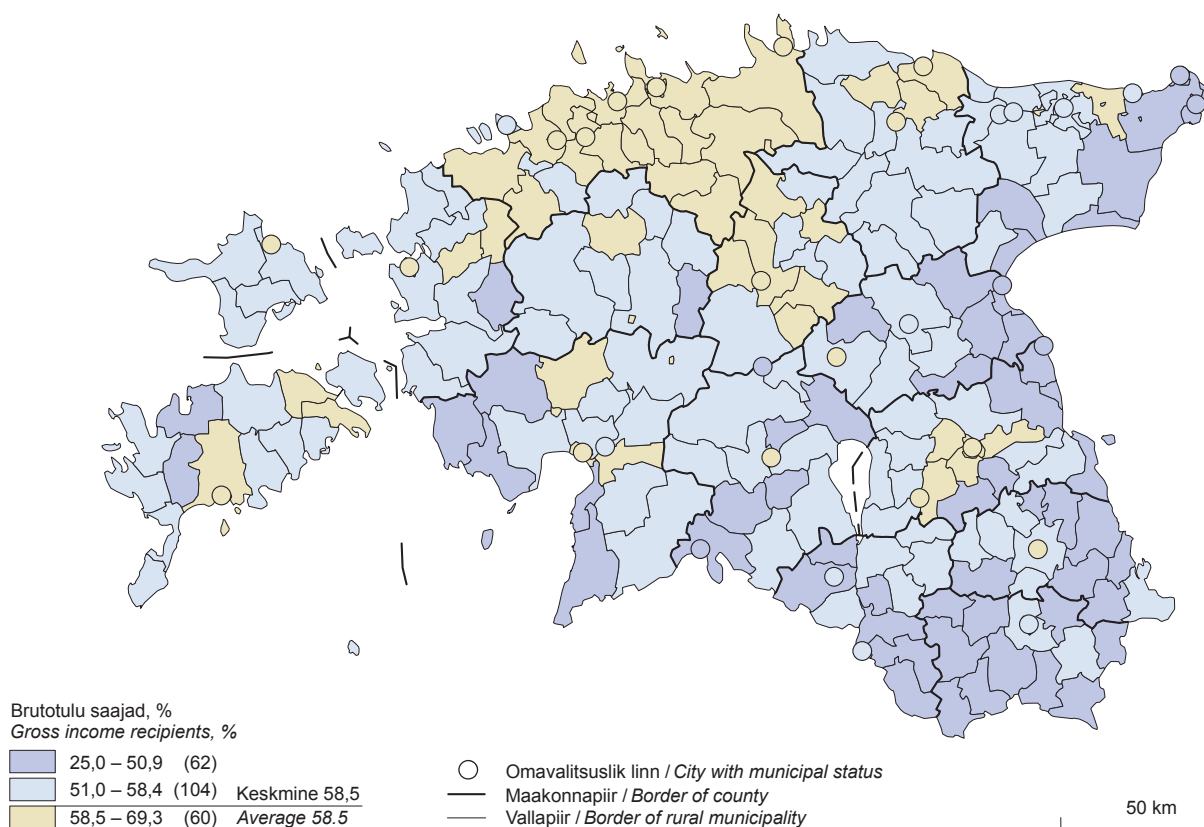 Brutotulu saajad, %
Gross income recipients, %
25,0 – 50,9 (62)
51,0 – 58,4 (104) Keskmine 58,5
58,5 – 69,3 (60) Average 58.5
Omavalitsuslik linn / City with municipal status
Maakonnapiir / Border of county
Vallapiir / Border of rural municipality
50 km